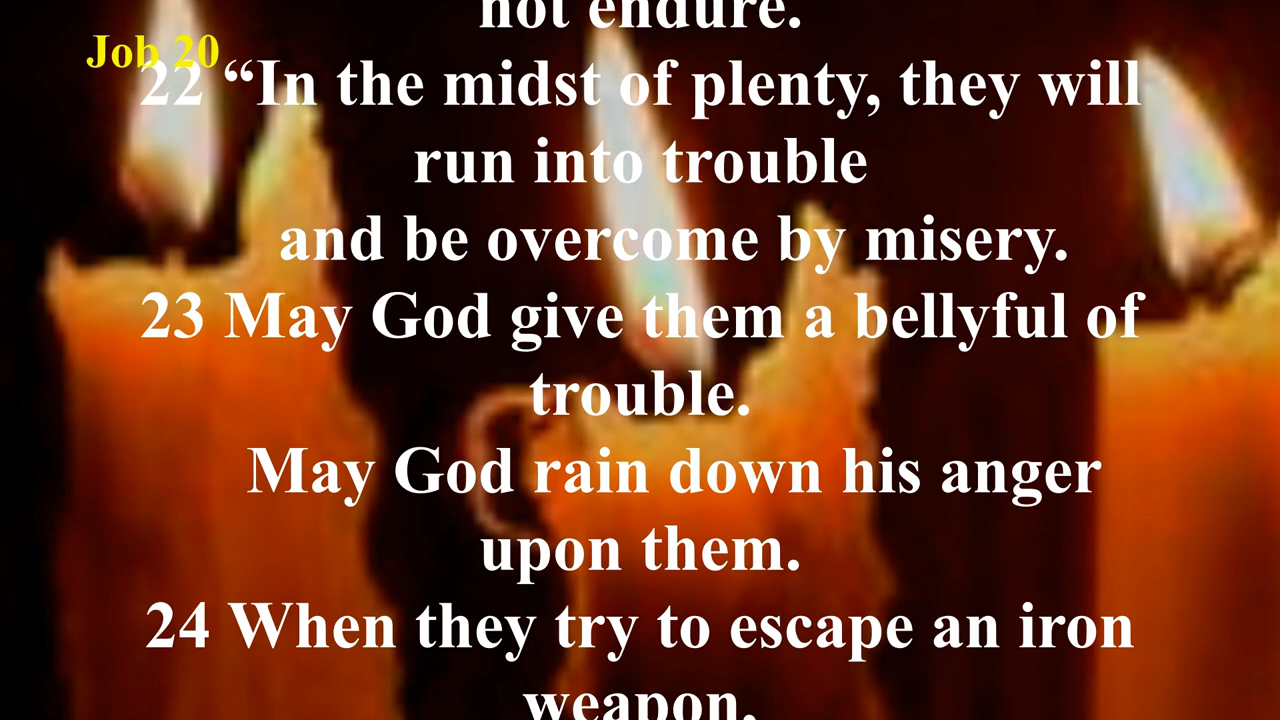 not endure.
Job 20
22 “In the midst of plenty, they will
run into trouble
and be overcome by misery.
23 May God give them a bellyful of
trouble.
May God rain down his anger
upon them.
24 When they try to escape an iron
weapon,